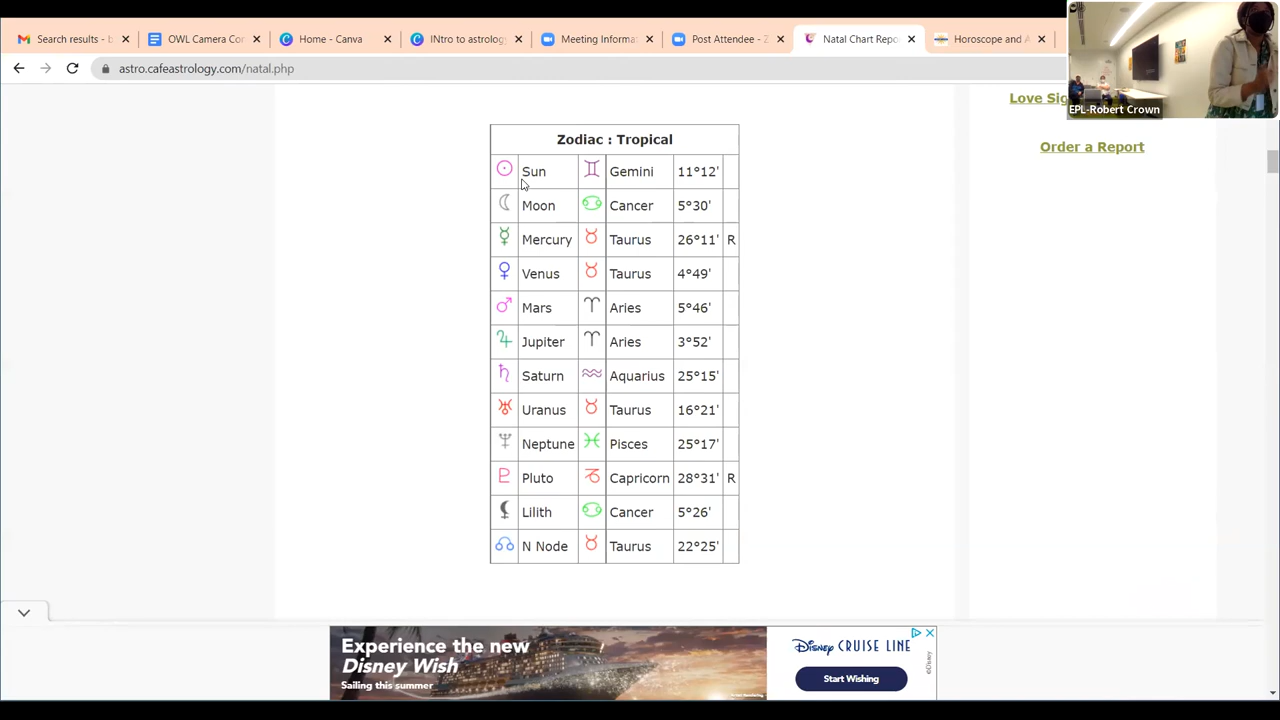 Search results - b
OWL Camera Cor
Home - Canva
INtro to astrology
Meeting Informa
Post Attendee - Z
Natal Chart Repo
Horoscope and A
astro.cafeastrology.com/natal.php
EPL-Robert Crown
Love Sig
Order a Report
Zodiac : Tropical
Sun Gemini 11°12'
Moon Cancer 5°30'
Mercury Taurus 26°11' R
Venus Taurus 4°49'
Mars Aries 5°46'
Jupiter Aries 3°52'
Saturn Aquarius 25°15'
Uranus Taurus 16°21'
Neptune Pisces 25°17'
Pluto Capricorn 28°31' R
Lilith Cancer 5°26'
N Node Taurus 22°25'
Experience the new
Disney Wish
Sailing this summer
Disney CRUISE LINE
Start Wishing
©Disney